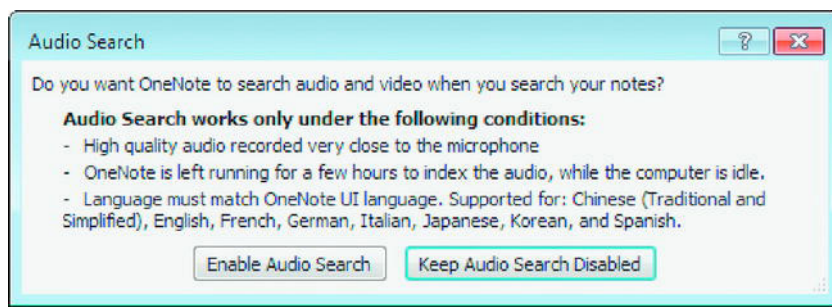 Audio Search
Do you want OneNote to search audio and video when you search your notes?
Audio Search works only under the following conditions:
- High quality audio recorded very close to the microphone
- OneNote is left running for a few hours to index the audio, while the computer is idle.
- Language must match OneNote UI language. Supported for: Chinese (Traditional and
Simplified), English, French, German, Italian, Japanese, Korean, and Spanish.
Enable Audio Search Keep Audio Search Disabled